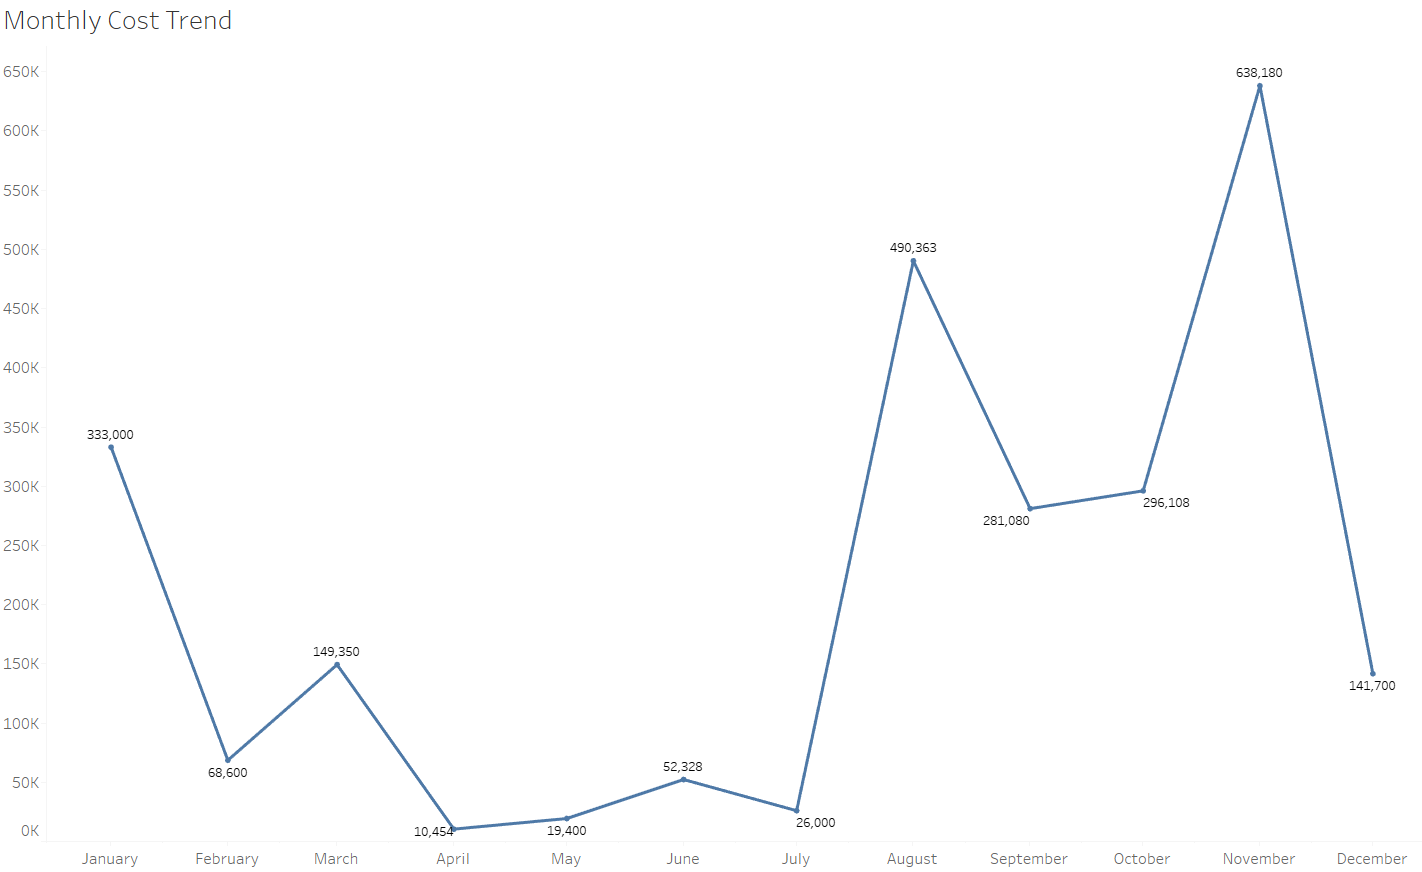 Monthly Cost Trend
650K
600K
550K
500K
450K
400K
350K
300K
250K
200K
150K
100K
50K
0K
333,000
68,600
149,350
10,454
19,400
52,328
26,000
490,363
281,080
296,108
638,180
141,700
January February March April May June July August September October November December